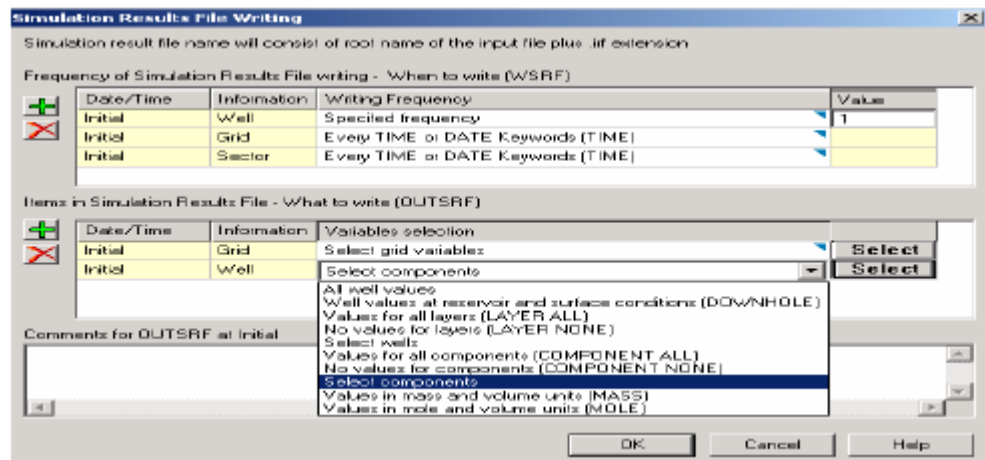 Simulation Results File Writing
Simulation result file name will consist of root name of the input file plus .irf extension
Frequency of Simulation Results File writing - When to write (WSRF)
Date/Time Information Writing Frequency Value
Initial Well Specified frequency 1
Initial Grid Every TIME or DATE Keywords (TIME)
Initial Sector Every TIME or DATE Keywords (TIME)
Items in Simulation Results File - What to write (OUTSRF)
Date/Time Information Variables selection
Initial Grid Select grid variables Select
Initial Well Select components Select
All well values
Well values at reservoir and surface conditions (DOWNHOLE)
Values for all layers (LAYER ALL)
No values for layers (LAYER NONE)
Select wells
Values for all components (COMPONENT ALL)
No values for components (COMPONENT NONE)
Select components
Values in mass and volume units (MASS)
Values in mole and volume units (MOLE)
Comments for OUTSRF at Initial
OK Cancel Help